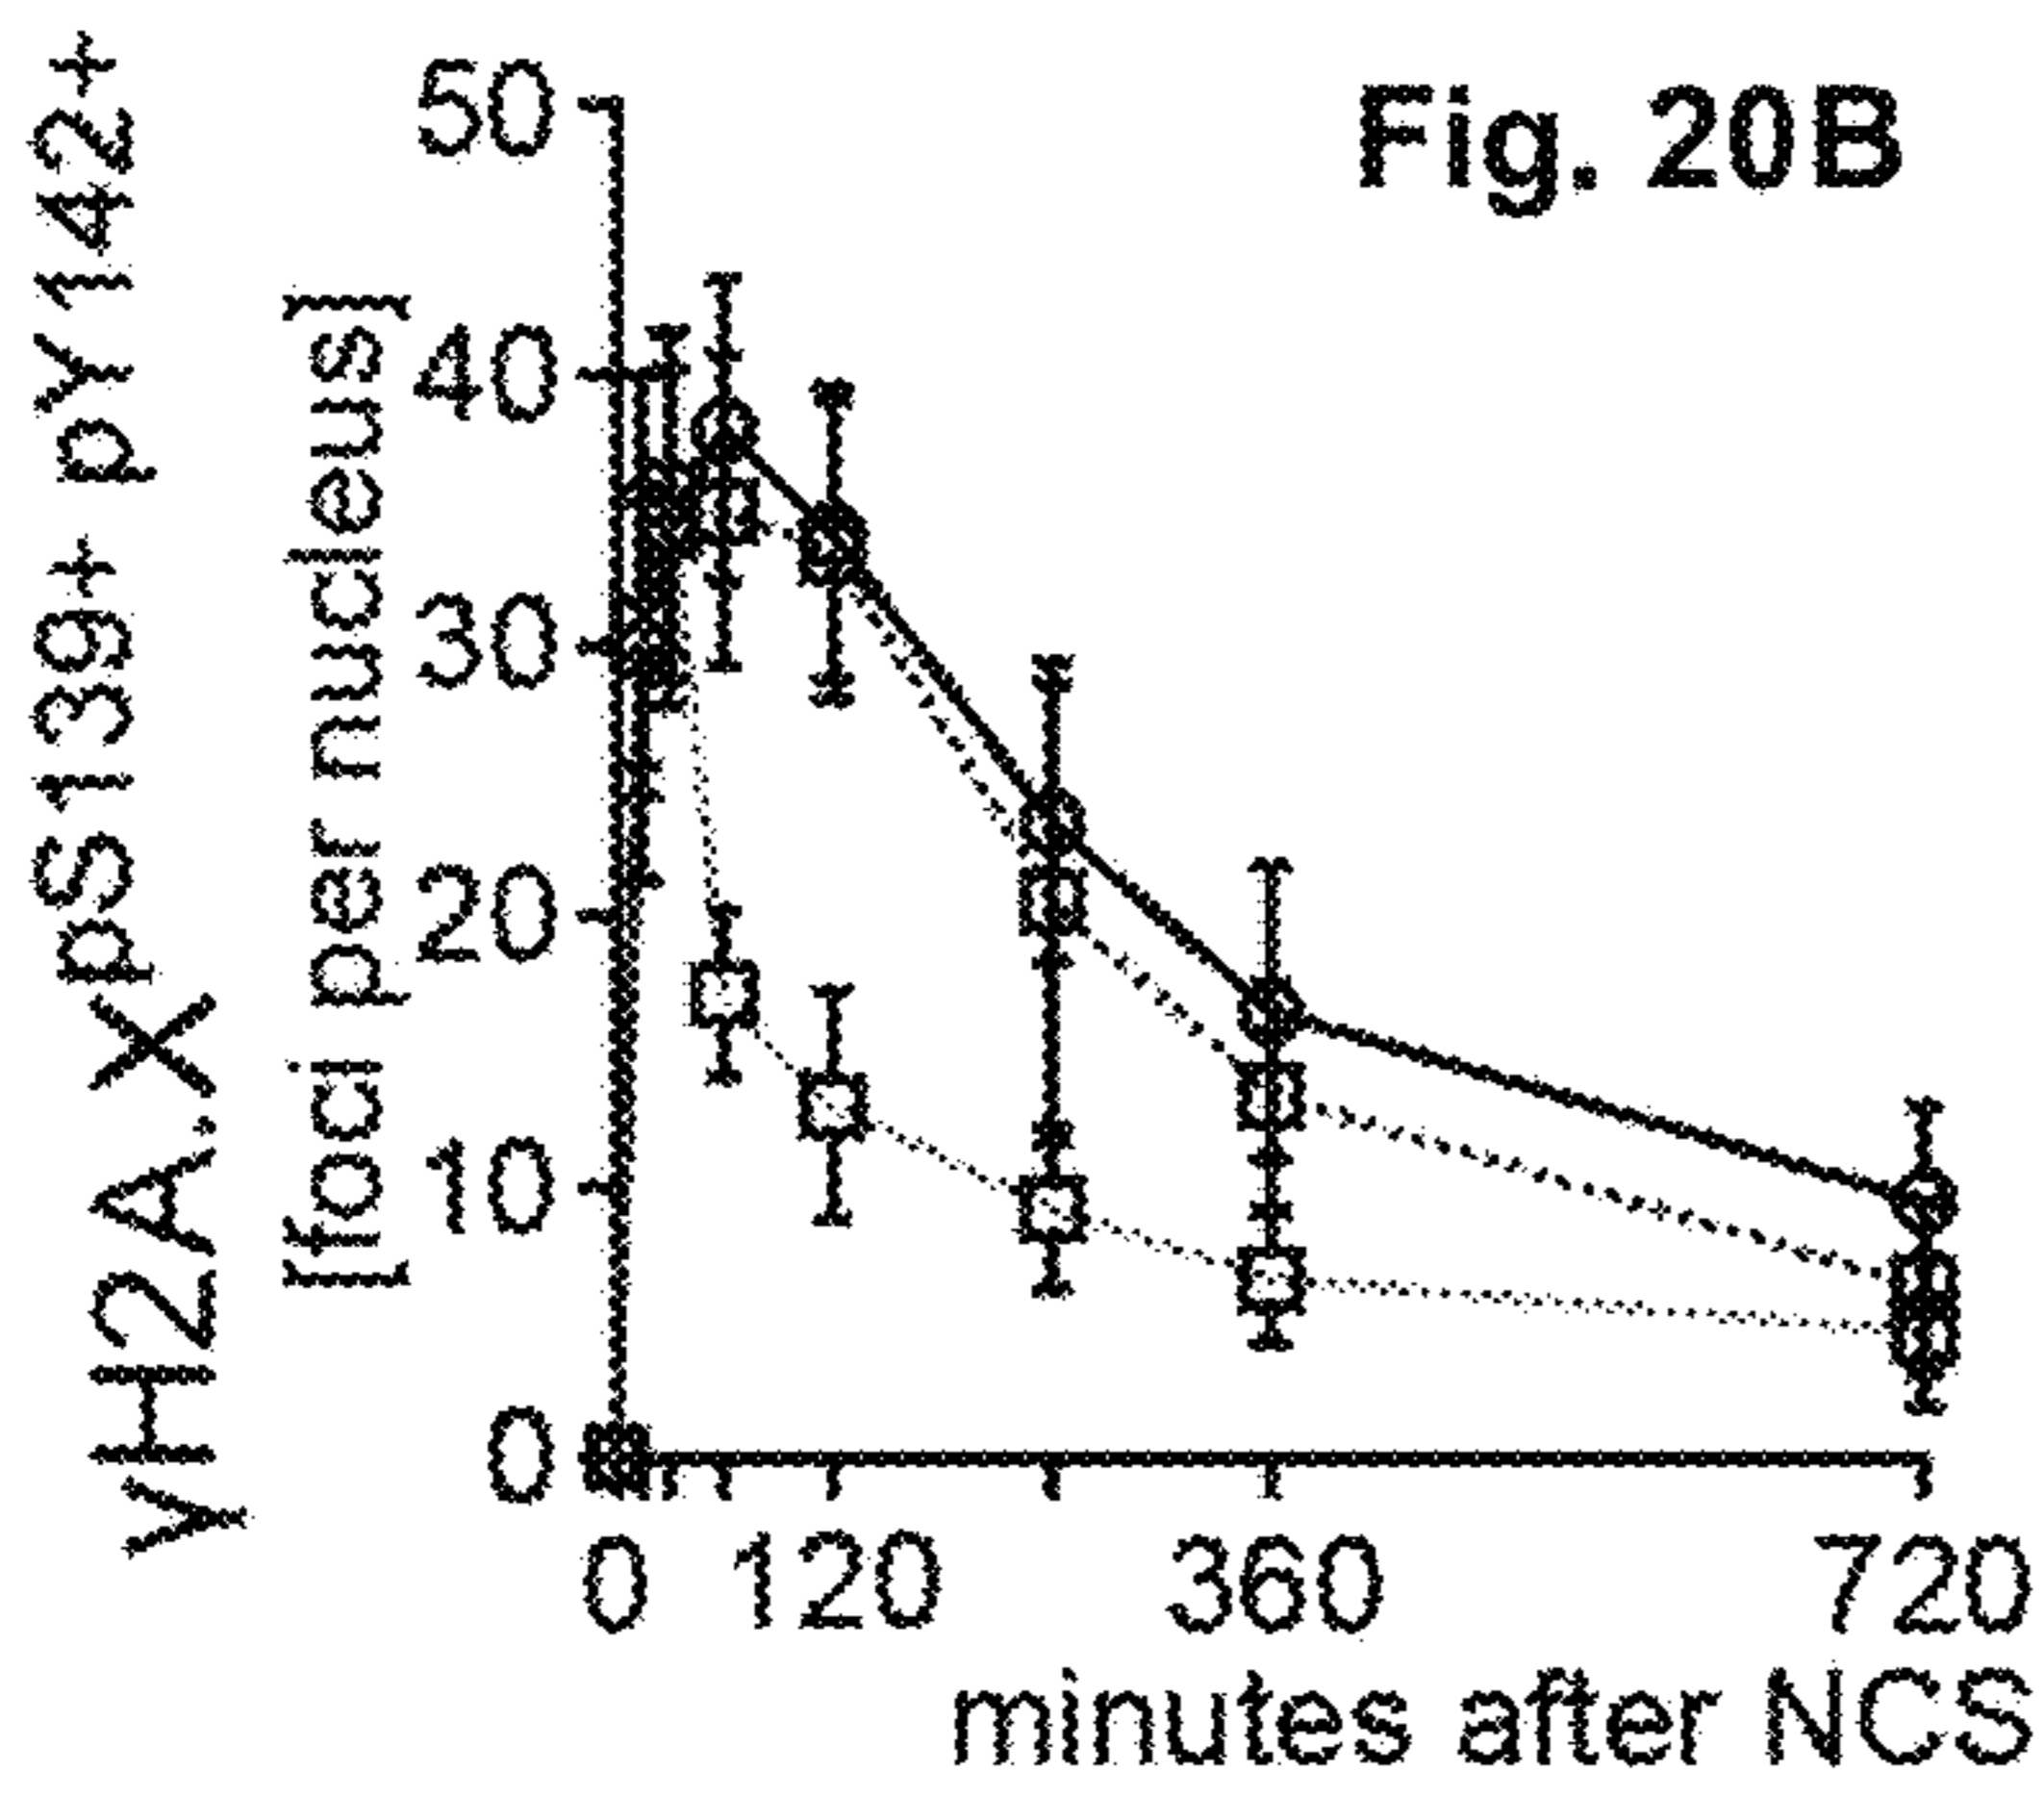 Fig. 20B
γH2A.X pS139+ pY142+
[foci per nucleus]
50
40
30
20
10
0
0 120 360 720
minutes after NCS